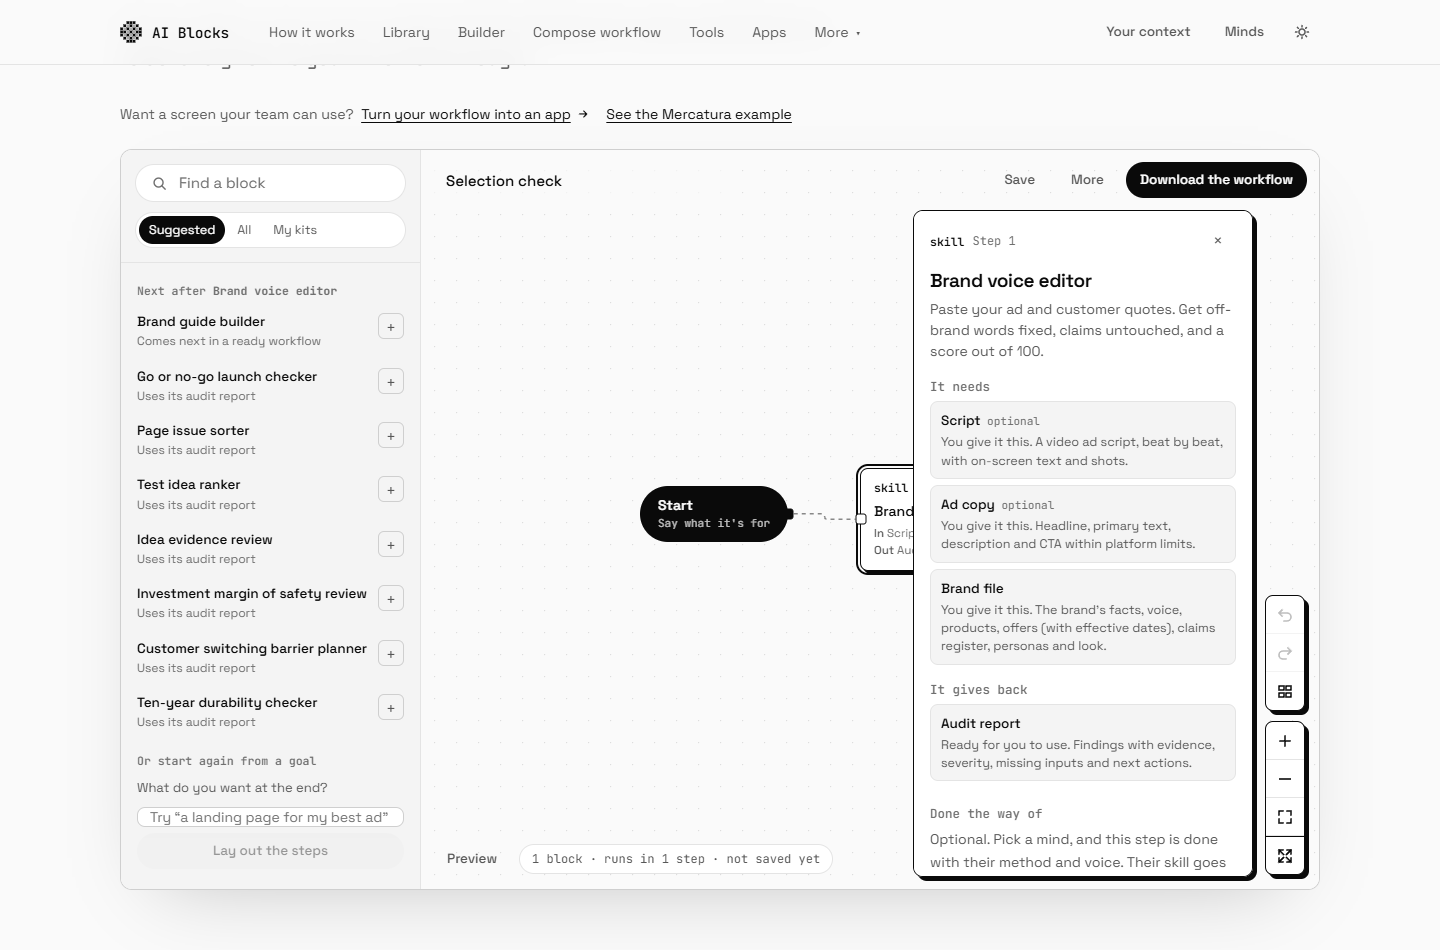 AI Blocks
How it works
Library
Builder
Compose workflow
Tools
Apps
More
Your context
Minds
Want a screen your team can use? Turn your workflow into an app → See the Mercatura example
Find a block
Suggested
All
My kits
Next after Brand voice editor
Brand guide builder
Comes next in a ready workflow
+
Go or no-go launch checker
Uses its audit report
+
Page issue sorter
Uses its audit report
+
Test idea ranker
Uses its audit report
+
Idea evidence review
Uses its audit report
+
Investment margin of safety review
Uses its audit report
+
Customer switching barrier planner
Uses its audit report
+
Ten-year durability checker
Uses its audit report
+
Or start again from a goal
What do you want at the end?
Try “a landing page for my best ad”
Lay out the steps
Selection check
Save
More
Download the workflow
Start
Say what it's for
skill
Brand
In Scrip
Out Au
skill Step 1
×
Brand voice editor
Paste your ad and customer quotes. Get off-
brand words fixed, claims untouched, and a
score out of 100.
It needs
Script optional
You give it this. A video ad script, beat by beat,
with on-screen text and shots.
Ad copy optional
You give it this. Headline, primary text,
description and CTA within platform limits.
Brand file
You give it this. The brand's facts, voice,
products, offers (with effective dates), claims
register, personas and look.
It gives back
Audit report
Ready for you to use. Findings with evidence,
severity, missing inputs and next actions.
Done the way of
Optional. Pick a mind, and this step is done
with their method and voice. Their skill goes
Preview
1 block · runs in 1 step · not saved yet